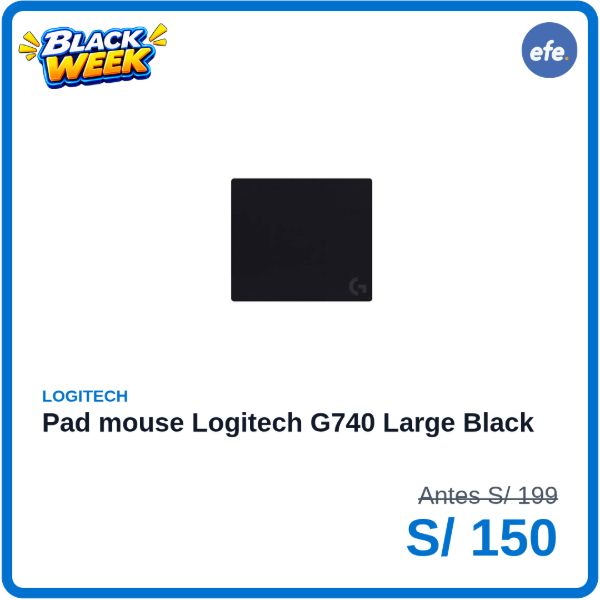 BLACK
WEEK
efe.
G
LOGITECH
Pad mouse Logitech G740 Large Black
Antes S/ 199
S/ 150